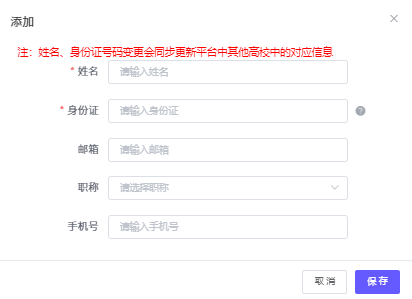 添加
注：姓名、身份证号码变更会同步更新平台中其他高校中的对应信息
* 姓名 请输入姓名
* 身份证 请输入身份证
邮箱 请输入邮箱
职称 请选择职称
手机号 请输入手机号
取消 保存